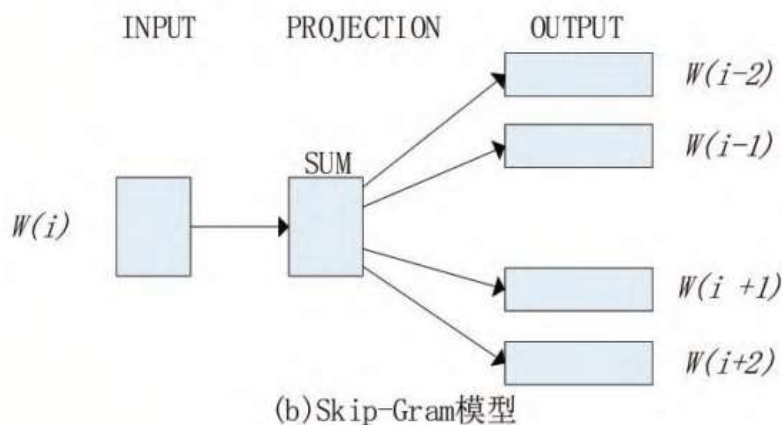 INPUT PROJECTION OUTPUT
W(i-2)
SUM W(i-1)
W(i)
W(i +1)
W(i+2)
(b)Skip-Gram模型